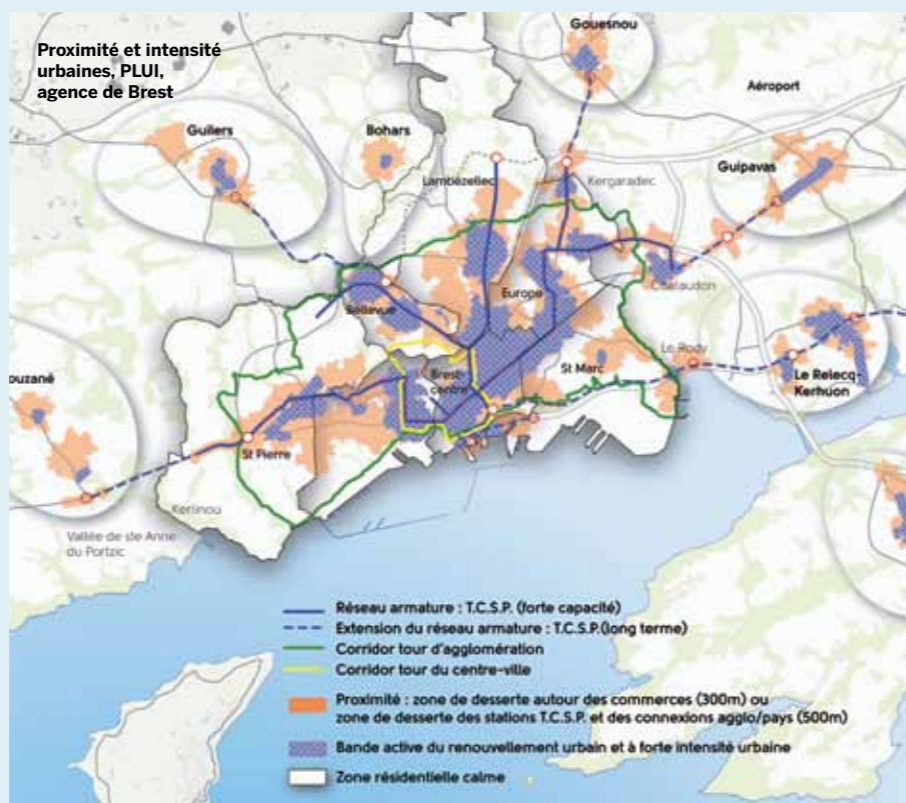 Proximité et intensité
urbaines, PLUI,
agence de Brest
Gouesnou
Aéroport
Guilers
Bohars
Guipavas
Lambézellec
Kergaradec
Europe
Bellevue
Coataudon
Brest-
centre
St Marc
Le Rody
Le Relecq-
Kerhuon
ouzané
St Pierre
Kerlinou
Vallée de ste Anne
du Portzic
Réseau armature : T.C.S.P. (forte capacité)
Extension du réseau armature : T.C.S.P.(long terme)
Corridor tour d'agglomération
Corridor tour du centre-ville
Proximité : zone de desserte autour des commerces (300m) ou
zone de desserte des stations T.C.S.P. et des connexions agglo/pays (500m)
Bande active du renouvellement urbain et à forte intensité urbaine
Zone résidentielle calme